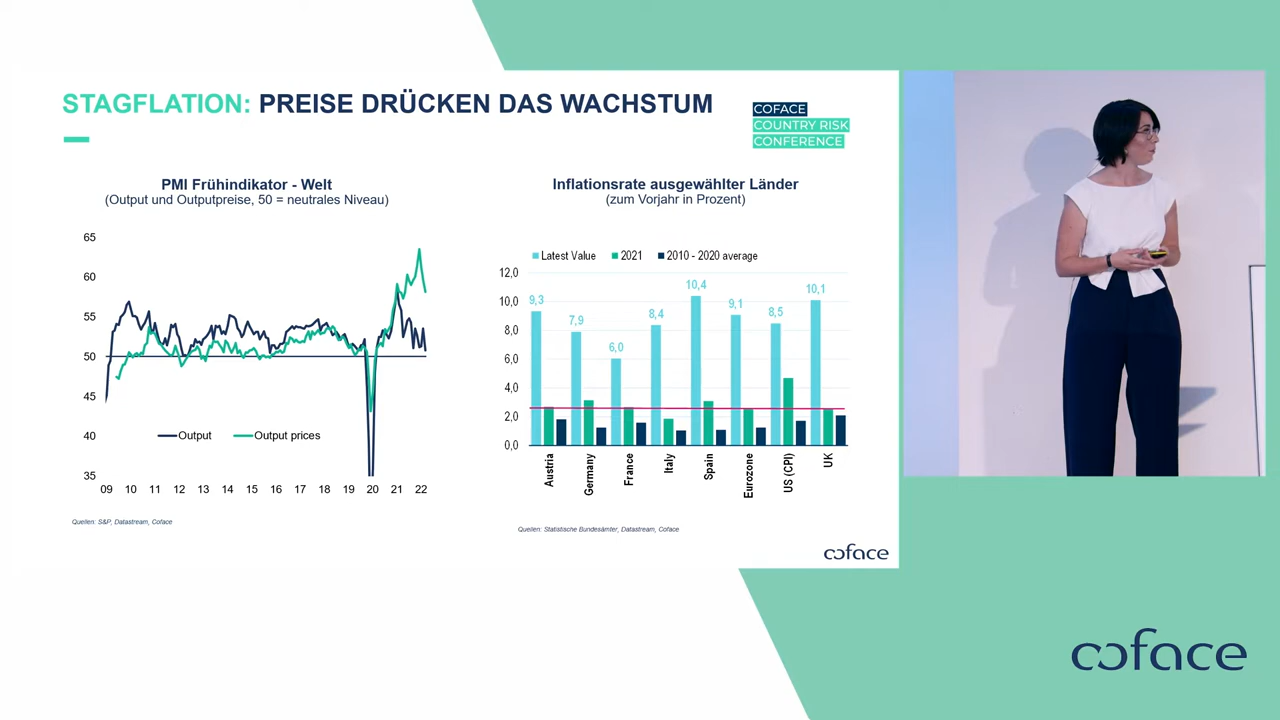 STAGFLATION: PREISE DRÜCKEN DAS WACHSTUM
COFACE
COUNTRY RISK
CONFERENCE
PMI Frühindikator - Welt
(Output und Outputpreise, 50 = neutrales Niveau)
65
60
55
50
45
40
35
Output
Output prices
09 10 11 12 13 14 15 16 17 18 19 20 21 22
Quellen: S&P, Datastream, Coface
Inflationsrate ausgewählter Länder
(zum Vorjahr in Prozent)
Latest Value 2021 2010 - 2020 average
12,0
10,0
8,0
6,0
4,0
2,0
0,0
9,3
7,9
6,0
8,4
10,4
9,1
8,5
10,1
Austria
Germany
France
Italy
Spain
Eurozone
US (CPI)
UK
Quellen: Statistische Bundesämter, Datastream, Coface
coface
coface